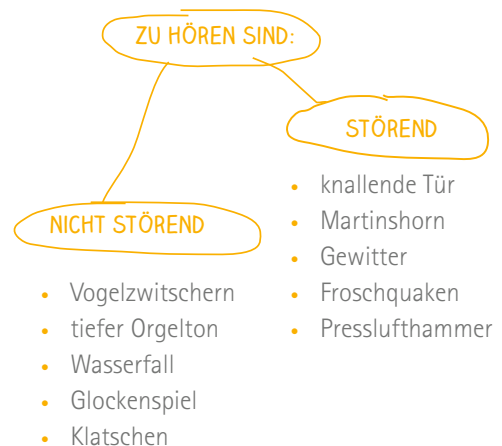 ZU HÖREN SIND:
STÖREND
• knallende Tür
• Martinshorn
• Gewitter
• Froschquaken
• Presslufthammer
NICHT STÖREND
• Vogelzwitschern
• tiefer Orgelton
• Wasserfall
• Glockenspiel
• Klatschen